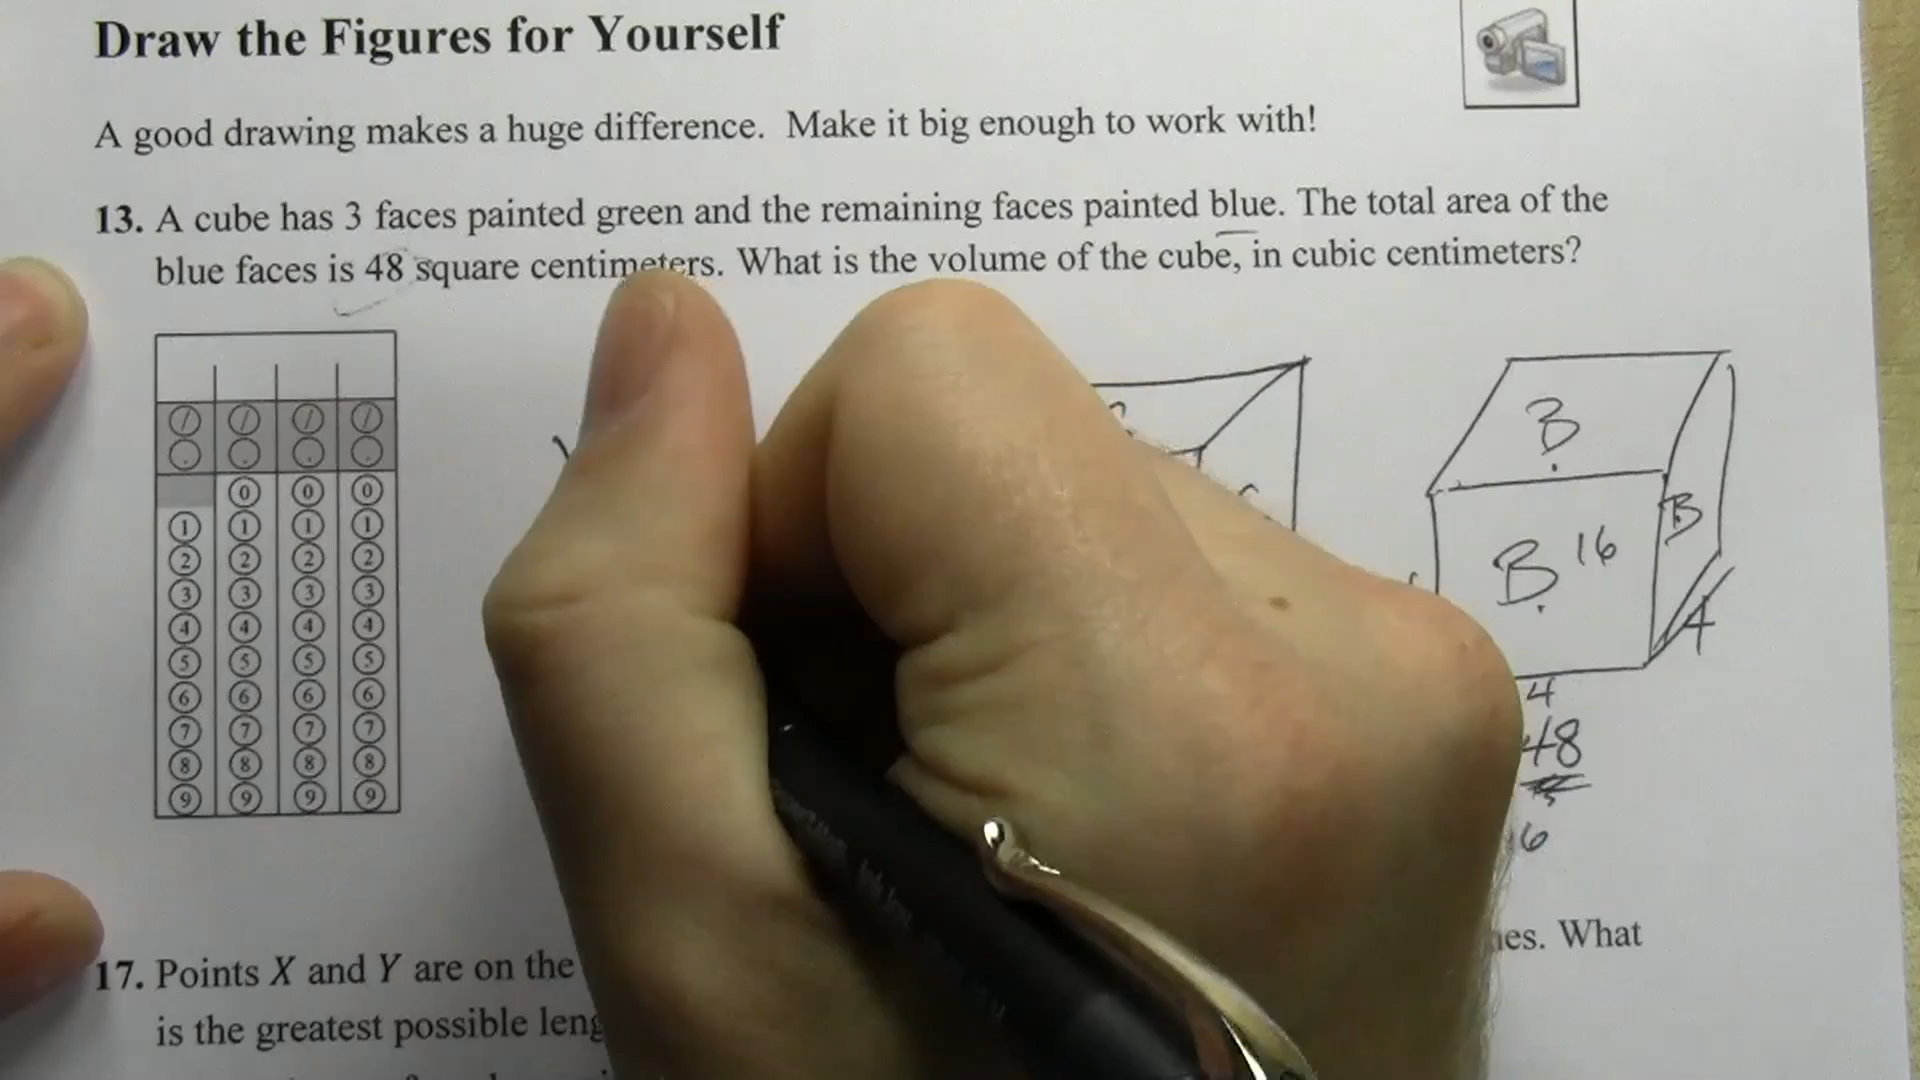 Draw the Figures for Yourself
A good drawing makes a huge difference. Make it big enough to work with!
13. A cube has 3 faces painted green and the remaining faces painted blue. The total area of the
blue faces is 48 square centimeters. What is the volume of the cube, in cubic centimeters?
/ / / /
. . . .
0 0 0
1 1 1 1
2 2 2 2
3 3 3 3
4 4 4 4
5 5 5 5
6 6 6 6
7 7 7 7
8 8 8 8
9 9 9 9
B
B 16 B
4
4
48
16
17. Points X and Y are on the
What
is the greatest possible